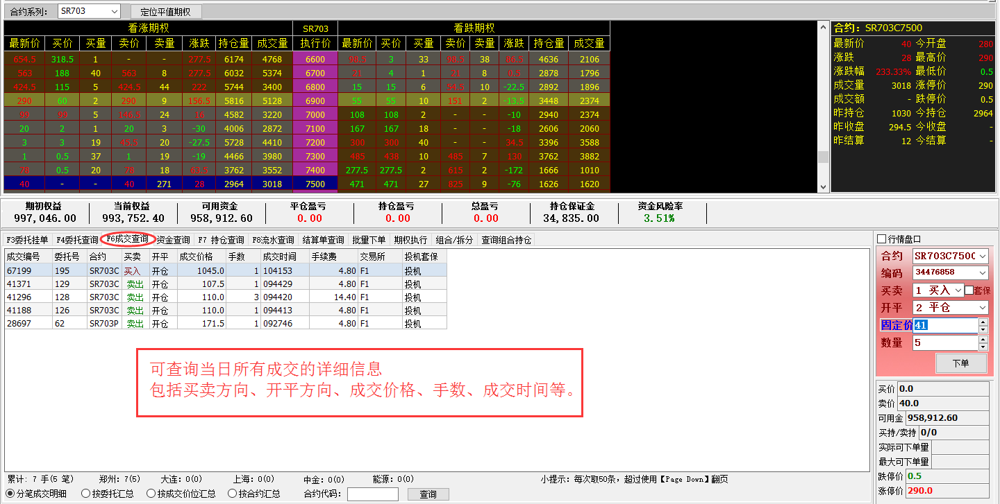 合约系列: SR703 定位平值期权
看涨期权 SR703 看跌期权
最新价 买价 买量 卖价 卖量 涨跌 持仓量 成交量 执行价 最新价 买价 买量 卖价 卖量 涨跌 持仓量 成交量
654.5 318.5 1 - - 277.5 6174 4768 6600 98.5 3 33 98.5 38 86.5 4636 2106
563 188 40 563 8 277.5 6032 5374 6700 21 4 1 21 8 0.5 2878 1796
424.5 115 5 424.5 44 222 5744 3400 6800 15 15 6 54.5 10 -22.5 2892 1896
290 60 2 290 9 156.5 5816 5128 6900 55 55 10 151 2 -13.5 3448 2374
99 99 5 146.5 24 16 4582 3220 7000 108 108 2 - - -10 2940 2374
20 2 1 20 3 -30 4006 2872 7100 167 167 18 - - -18 2606 2060
3 3 19 45.5 20 -27.5 5728 4410 7200 300 300 40 - - 34.5 3396 3588
1 0.5 37 1 19 -19 4466 3980 7300 485 438 10 485 7 130 3762 3882
78 0.5 20 78 18 63.5 3762 3552 7400 277.5 277.5 2 615 2 -172 1666 1010
40 - - 40 271 28 2964 3018 7500 471 471 27 825 9 -76 1626 1620
合约: SR703C7500
最新价 40 今开盘 280
涨跌 28 最高价 290
涨跌幅 233.33% 最低价 0.5
成交量 3018 涨停价 290
成交额 - 跌停价 0.5
昨持仓 1030 今持仓 2964
昨收盘 294.5 今收盘 -
昨结算 12 今结算 -
期初权益 当前权益 可用资金 平仓盈亏 持仓盈亏 总盈亏 持仓保证金 资金风险率
997,046.00 993,752.40 958,912.60 0.00 0.00 0.00 34,835.00 3.51%
F3委托挂单 F4委托查询 F6成交查询 资金查询 F7 持仓查询 F8流水查询 结算单查询 批量下单 期权执行 组合/拆分 查询组合持仓
成交编号 委托号 合约 买卖 开平 成交价格 手数 成交时间 手续费 交易所 投机套保
67199 195 SR703C 买入 开仓 1045.0 1 104153 4.80 F1 投机
41371 129 SR703C 卖出 开仓 107.5 1 094429 4.80 F1 投机
41296 128 SR703C 卖出 开仓 110.0 3 094420 14.40 F1 投机
41188 126 SR703C 卖出 开仓 110.0 1 094413 4.80 F1 投机
28697 62 SR703P 卖出 开仓 171.5 1 092746 4.80 F1 投机
可查询当日所有成交的详细信息
包括买卖方向、开平方向、成交价格、手数、成交时间等。
累计: 7 手(5 笔) 郑州: 7(5) 大连: 0(0) 上海: 0(0) 中金: 0(0) 能源: 0(0) 小提示: 每次取50条, 超过使用【Page Down】翻页
分笔成交明细 按委托汇总 按成交价位汇总 按合约汇总 合约代码: 查询
行情盘口
合约 SR703C7500
编码 34476858
买卖 1 买入 套保
开平 2 平仓
固定价 41
数量 5
下单
买价 0.0
卖价 40.0
可用金 958,912.60
买持/卖持 0/0
实际可下单量
最大可下单量
跌停价 0.5
涨停价 290.0